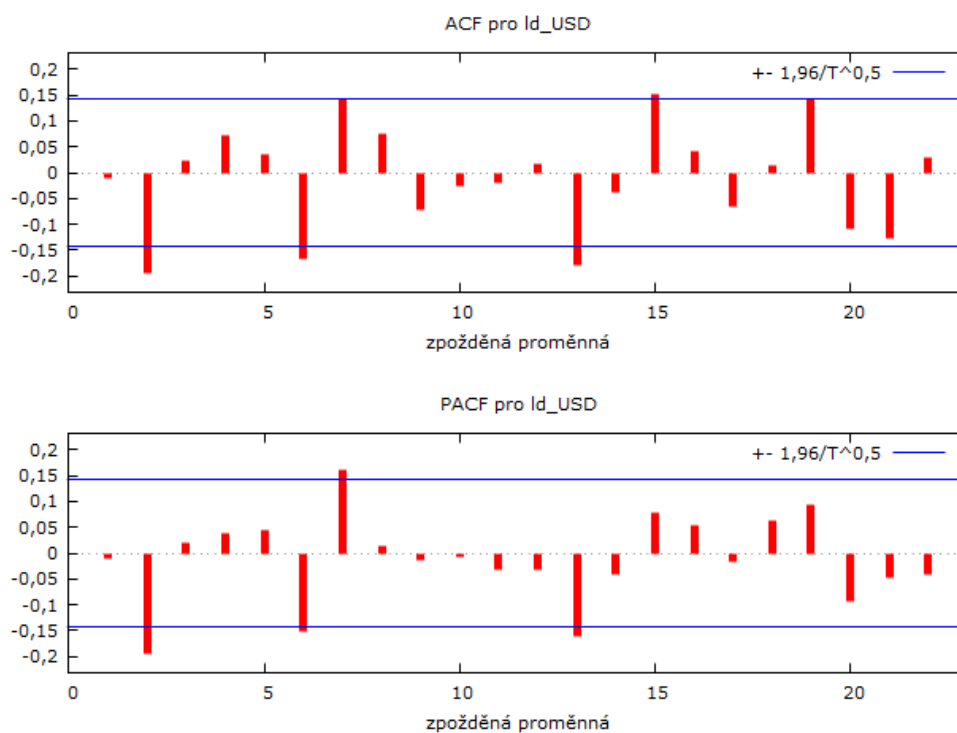 ACF pro ld_USD
+- 1,96/T^0,5
0,2
0,15
0,1
0,05
0
-0,05
-0,1
-0,15
-0,2
0 5 10 15 20
zpožděná proměnná
PACF pro ld_USD
+- 1,96/T^0,5
0,2
0,15
0,1
0,05
0
-0,05
-0,1
-0,15
-0,2
0 5 10 15 20
zpožděná proměnná